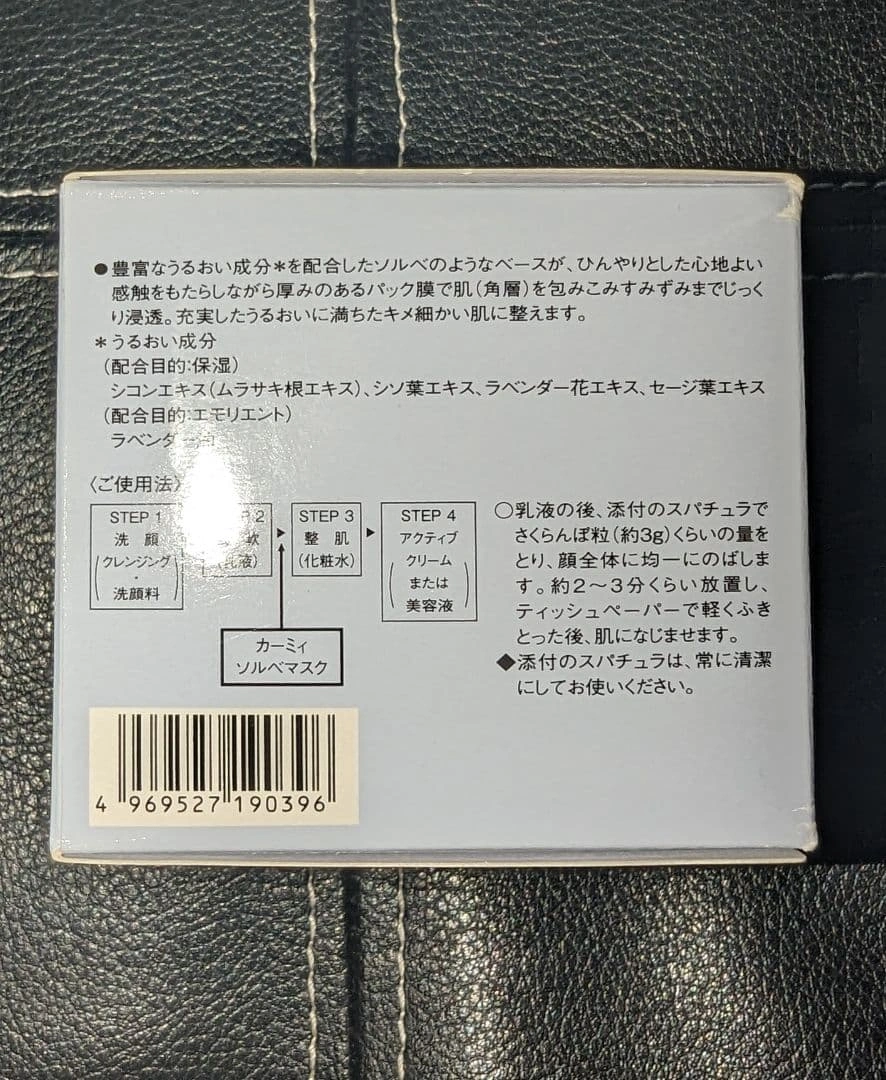 ●豊富なうるおい成分＊を配合したソルベのようなベースが、ひんやりとした心地よい
感触をもたらしながら厚みのあるパック膜で肌（角層）を包みこみすみずみまでじっく
り浸透。充実したうるおいに満ちたキメ細かい肌に整えます。
＊うるおい成分
（配合目的：保湿）
シコンエキス（ムラサキ根エキス）、シソ葉エキス、ラベンダー花エキス、セージ葉エキス
（配合目的：エモリエント）
ラベンダー油
〈ご使用法〉
STEP 1
洗顔
（クレンジング
・
洗顔料）
2
軟
（乳液）
STEP 3
整肌
（化粧水）
STEP 4
アクティブ
（クリーム
または
美容液）
カーミィ
ソルベマスク
○乳液の後、添付のスパチュラで
さくらんぼ粒（約3g）くらいの量を
とり、顔全体に均一にのばしま
す。約2～3分くらい放置し、
ティッシュペーパーで軽くふき
とった後、肌になじませます。
◆添付のスパチュラは、常に清潔
にしてお使いください。
4 969527 190396